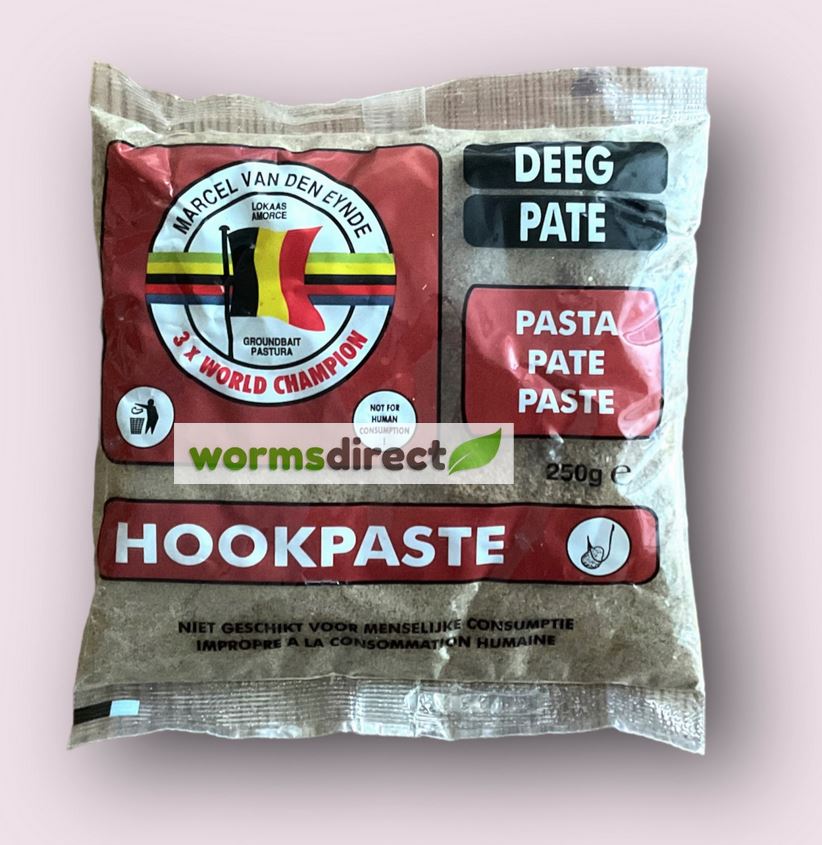 MARCEL VAN DEN EYNDE
LOKAAS
AMORCE
GROUNDBAIT
PASTURA
3 X WORLD CHAMPION
NOT FOR
HUMAN
CONSUMPTION
!
DEEG
PATE
PASTA
PATE
PASTE
wormsdirect
250g e
HOOKPASTE
NIET GESCHIKT VOOR MENSELIJKE CONSUMPTIE
IMPROPRE A LA CONSOMMATION HUMAINE